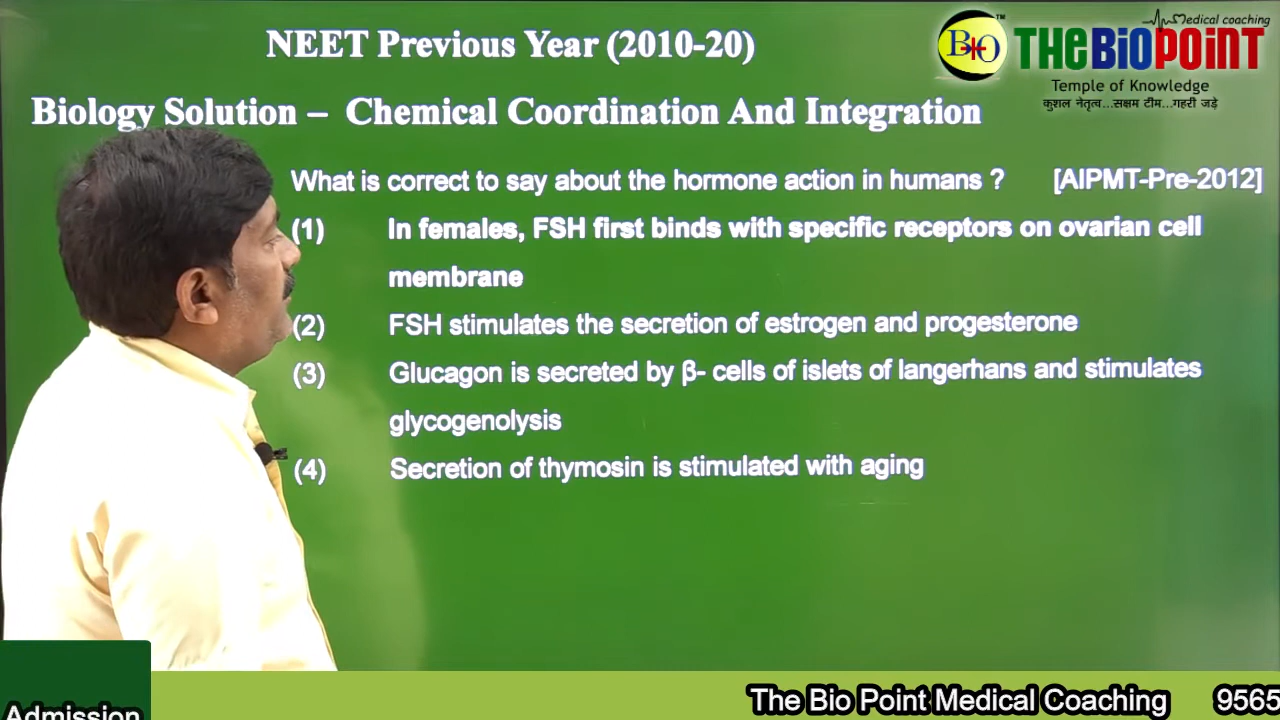 NEET Previous Year (2010-20)
Medical coaching
BIO
THEBIOPOINT
TM
Temple of Knowledge
कुशल नेतृत्व...सक्षम टीम...गहरी जड़े
Biology Solution – Chemical Coordination And Integration
What is correct to say about the hormone action in humans ? [AIPMT-Pre-2012]
(1) In females, FSH first binds with specific receptors on ovarian cell
membrane
(2) FSH stimulates the secretion of estrogen and progesterone
(3) Glucagon is secreted by β- cells of islets of langerhans and stimulates
glycogenolysis
(4) Secretion of thymosin is stimulated with aging
Admission
The Bio Point Medical Coaching 9565